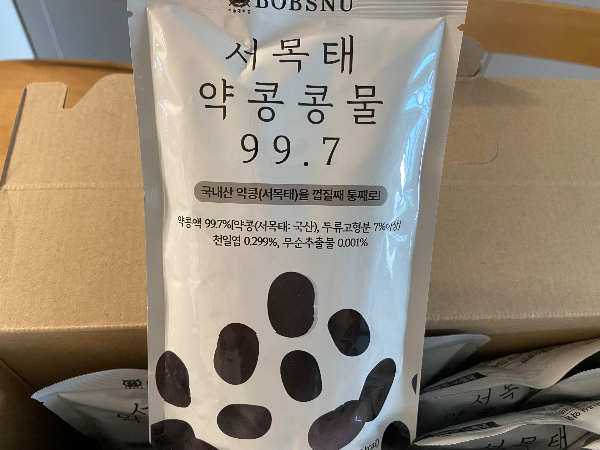 BOBSNU
서목태
약콩콩물
99.7
국내산 약콩(서목태)을 껍질째 통째로!
약콩액 99.7%[약콩(서목태: 국산), 두류고형분 7%이상]
천일염 0.299%, 무순추출물 0.001%
서목